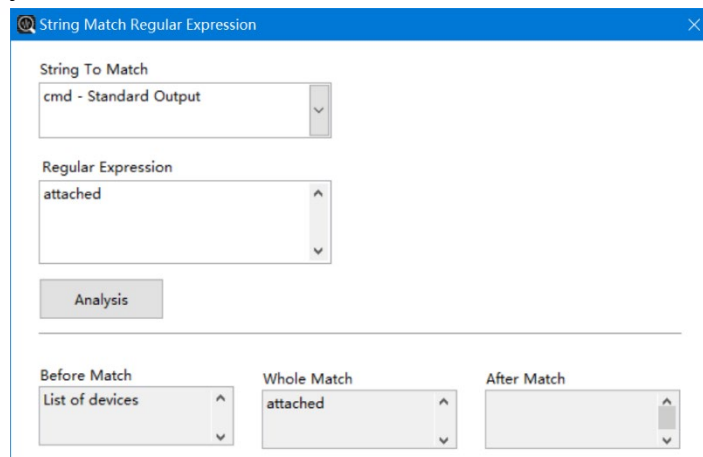 String Match Regular Expression
String To Match
cmd - Standard Output
Regular Expression
attached
Analysis
Before Match
Whole Match
After Match
List of devices
attached